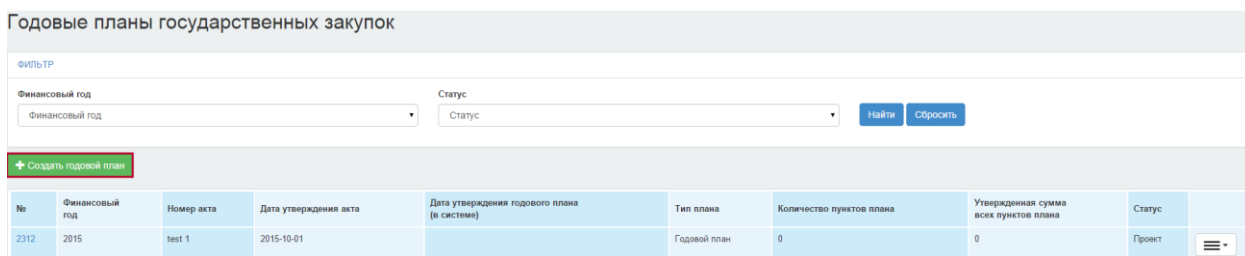 Годовые планы государственных закупок
ФИЛЬТР
Финансовый год Статус
Финансовый год Статус Найти Сбросить
Создать годовой план
№ Финансовый год Номер акта Дата утверждения акта Дата утверждения годового плана (в системе) Тип плана Количество пунктов плана Утвержденная сумма всех пунктов плана Статус
2312 2015 test 1 2015-10-01 Годовой план 0 0 Проект